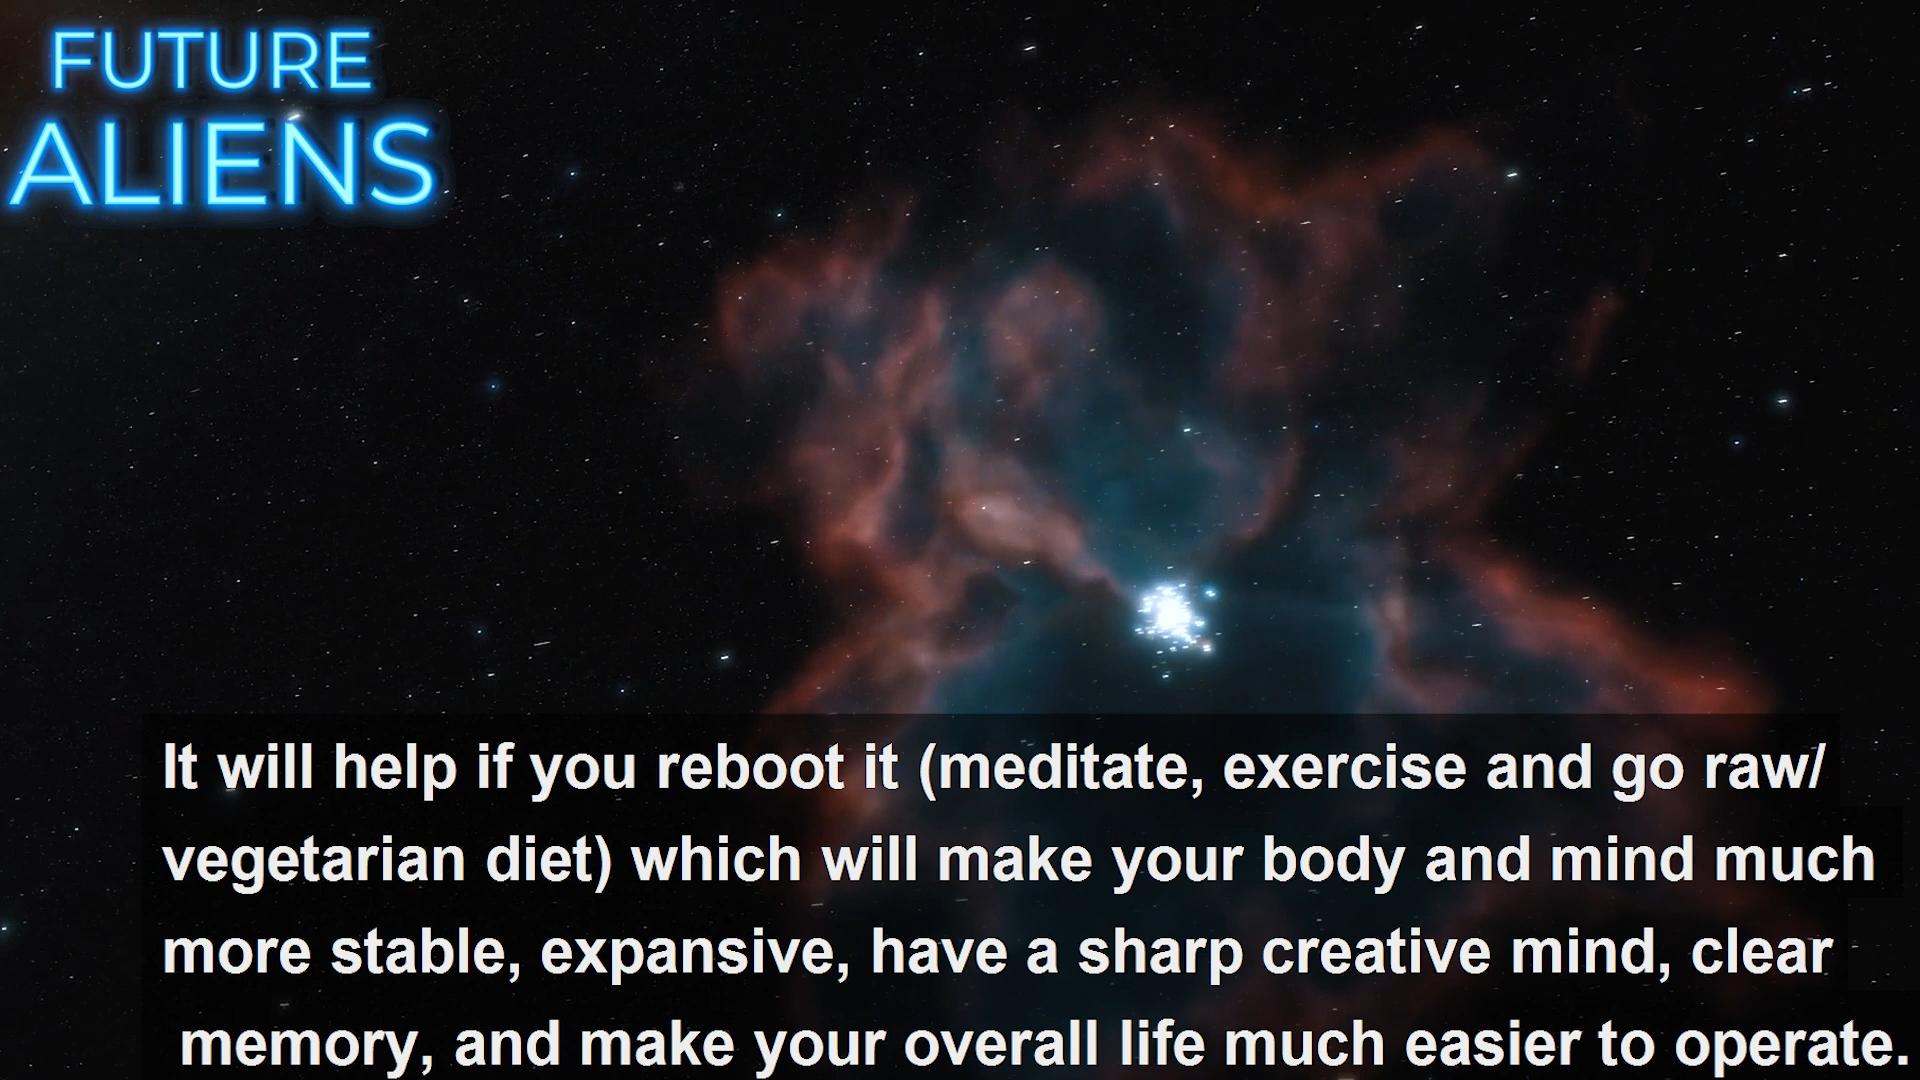 FUTURE
ALIENS
It will help if you reboot it (meditate, exercise and go raw/
vegetarian diet) which will make your body and mind much
more stable, expansive, have a sharp creative mind, clear
memory, and make your overall life much easier to operate.